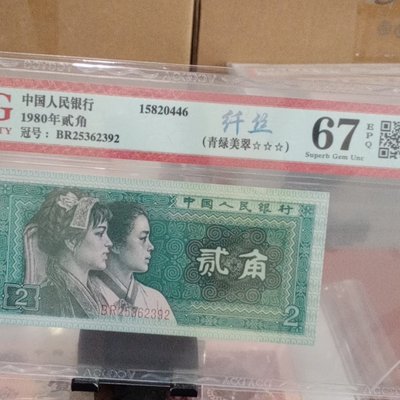 G
TY
中国人民银行
1980年贰角
冠号：BR25362392
15820446
纤丝
(青绿美翠☆☆☆)
67
EPQ
Superb Gem Unc
中国人民银行
贰角
BR25362392
2
2